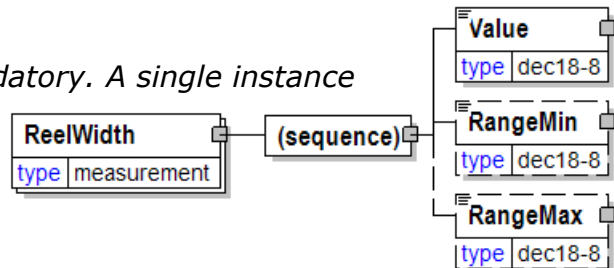 Value
type dec18-8
datory. A single instance
ReelWidth
type measurement
(sequence)
RangeMin
type dec18-8
RangeMax
type dec18-8